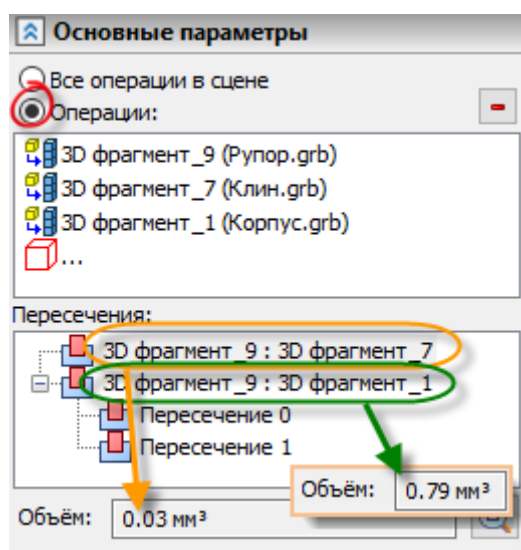 Основные параметры
Все операции в сцене
Операции:
3D фрагмент_9 (Рупор.grb)
3D фрагмент_7 (Клин.grb)
3D фрагмент_1 (Корпус.grb)
...
Пересечения:
3D фрагмент_9 : 3D фрагмент_7
3D фрагмент_9 : 3D фрагмент_1
Пересечение 0
Пересечение 1
Объём: 0.79 мм³
Объём: 0.03 мм³